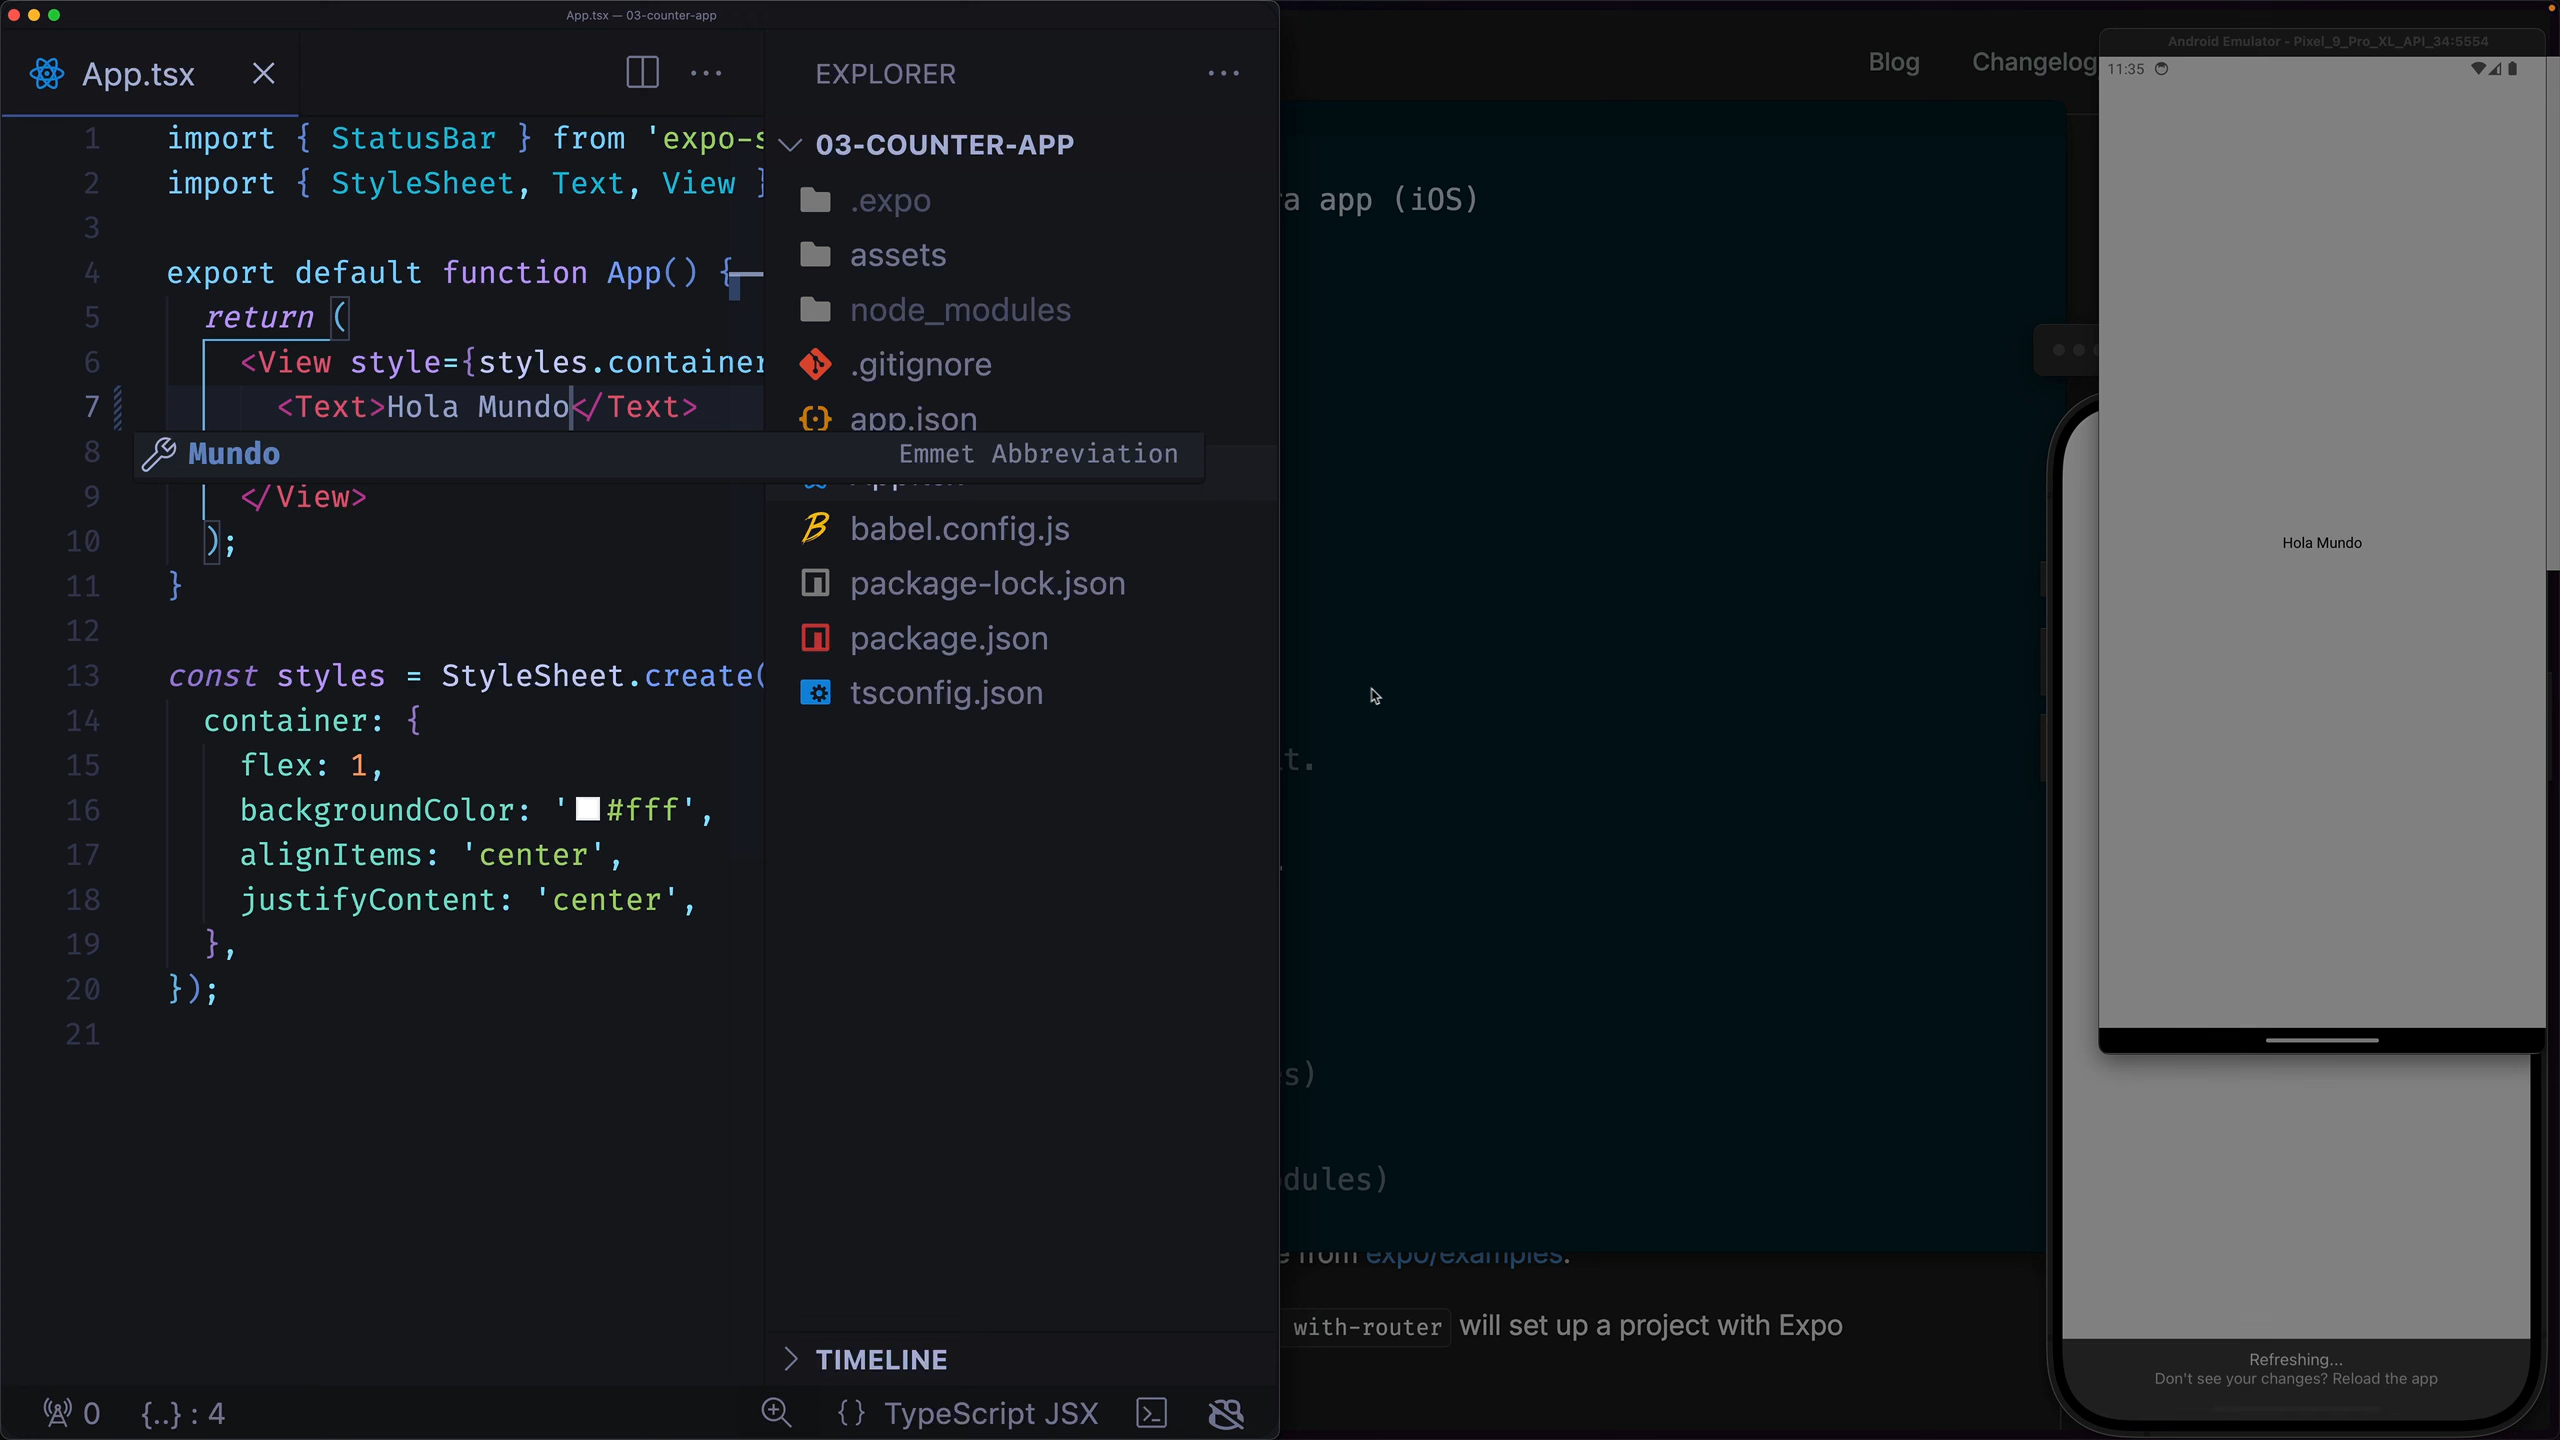 App.tsx — 03-counter-app
App.tsx
EXPLORER
03-COUNTER-APP
.expo
assets
node_modules
.gitignore
app.json
babel.config.js
package-lock.json
package.json
tsconfig.json
TIMELINE
1 import { StatusBar } from 'expo-s
2 import { StyleSheet, Text, View }
3
4 export default function App() {
5 return (
6 <View style={styles.container
7 <Text>Hola Mundo</Text>
8
Mundo Emmet Abbreviation
9 </View>
10 );
11 }
12
13 const styles = StyleSheet.create(
14 container: {
15 flex: 1,
16 backgroundColor: '#fff',
17 alignItems: 'center',
18 justifyContent: 'center',
19 },
20 });
21
0 {..} : 4
{} TypeScript JSX
Blog Changelog
ra app (iOS)
t.
s)
dules)
e from expo/examples.
with-router will set up a project with Expo
Android Emulator - Pixel_9_Pro_XL_API_34:5554
11:35
Hola Mundo
Refreshing...
Don't see your changes? Reload the app